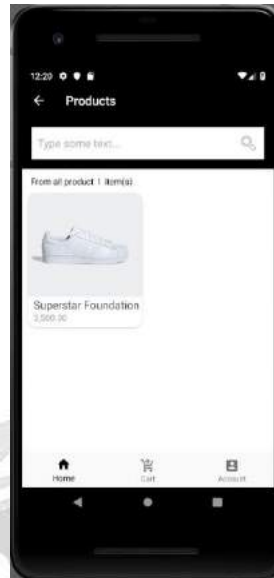 12:20
Products
Type some text...
From all product 1 item(s)
Superstar Foundation
3,500.00
Home
Cart
Account